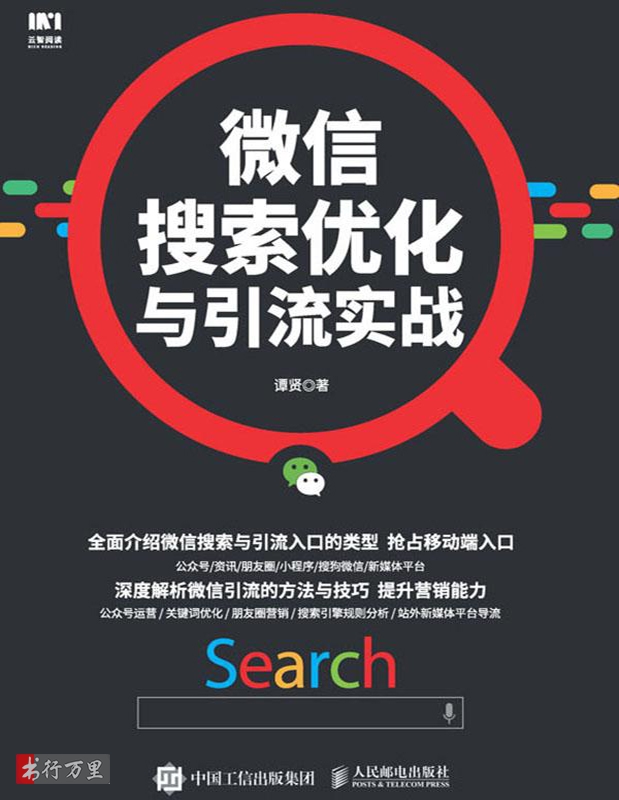 云智阅读
RICH READING
微信
搜索优化
与引流实战
谭贤◎著
全面介绍微信搜索与引流入口的类型 抢占移动端入口
公众号/资讯/朋友圈/小程序/搜狗微信/新媒体平台
深度解析微信引流的方法与技巧 提升营销能力
公众号运营 / 关键词优化 / 朋友圈营销 / 搜索引擎规则分析 / 站外新媒体平台导流
Search
书行万里
中国工信出版集团
人民邮电出版社
POSTS & TELECOM PRESS